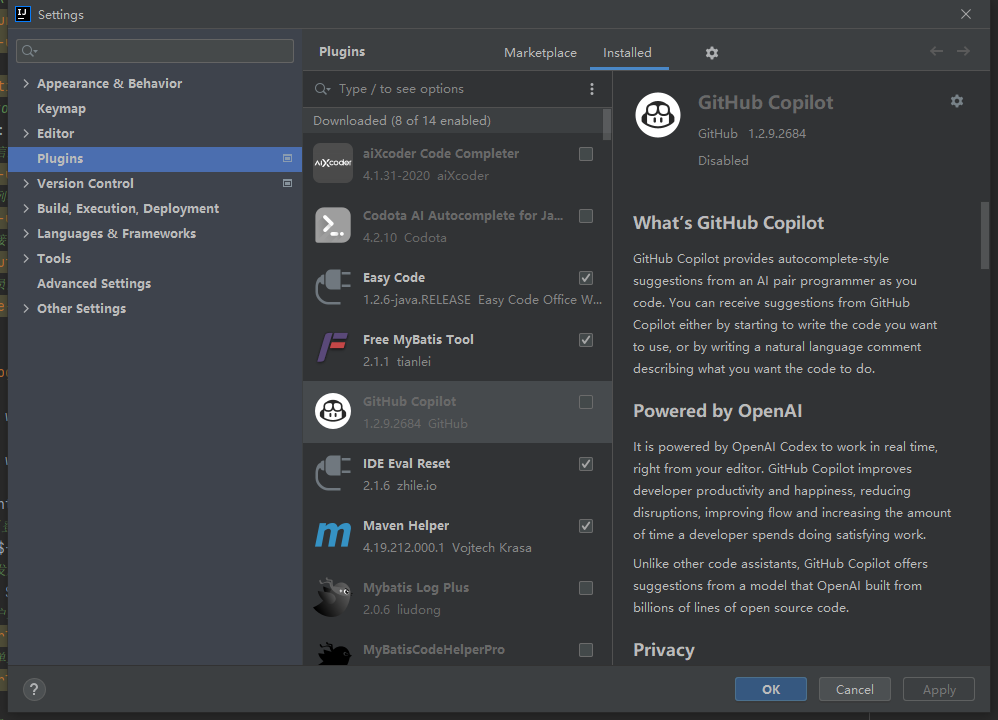 Settings
Appearance & Behavior
Keymap
Editor
Plugins
Version Control
Build, Execution, Deployment
Languages & Frameworks
Tools
Advanced Settings
Other Settings
Plugins
Marketplace
Installed
Type / to see options
Downloaded (8 of 14 enabled)
aiXcoder
aiXcoder Code Completer
4.1.31-2020 aiXcoder
Codota AI Autocomplete for Ja...
4.2.10 Codota
Easy Code
1.2.6-java.RELEASE Easy Code Office W...
Free MyBatis Tool
2.1.1 tianlei
GitHub Copilot
1.2.9.2684 GitHub
IDE Eval Reset
2.1.6 zhile.io
Maven Helper
4.19.212.000.1 Vojtech Krasa
Mybatis Log Plus
2.0.6 liudong
MyBatisCodeHelperPro
GitHub Copilot
GitHub 1.2.9.2684
Disabled
What's GitHub Copilot
GitHub Copilot provides autocomplete-style
suggestions from an AI pair programmer as you
code. You can receive suggestions from GitHub
Copilot either by starting to write the code you want
to use, or by writing a natural language comment
describing what you want the code to do.
Powered by OpenAI
It is powered by OpenAI Codex to work in real time,
right from your editor. GitHub Copilot improves
developer productivity and happiness, reducing
disruptions, improving flow and increasing the amount
of time a developer spends doing satisfying work.
Unlike other code assistants, GitHub Copilot offers
suggestions from a model that OpenAI built from
billions of lines of open source code.
Privacy
?
OK
Cancel
Apply